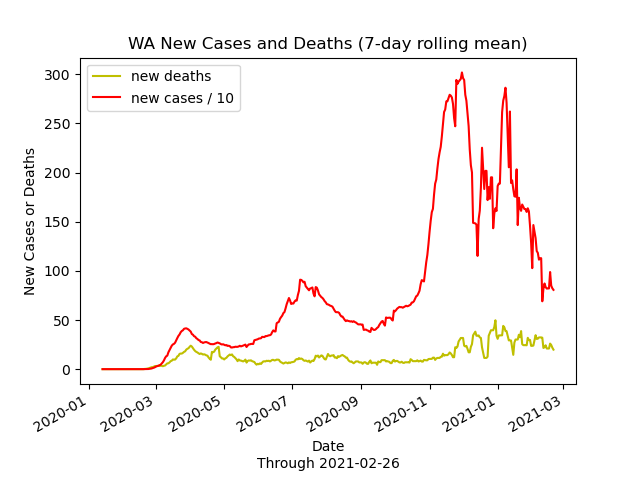 WA New Cases and Deaths (7-day rolling mean)
new deaths
new cases / 10
New Cases or Deaths
300
250
200
150
100
50
0
2020-01
2020-03
2020-05
2020-07
2020-09
2020-11
2021-01
2021-03
Date
Through 2021-02-26